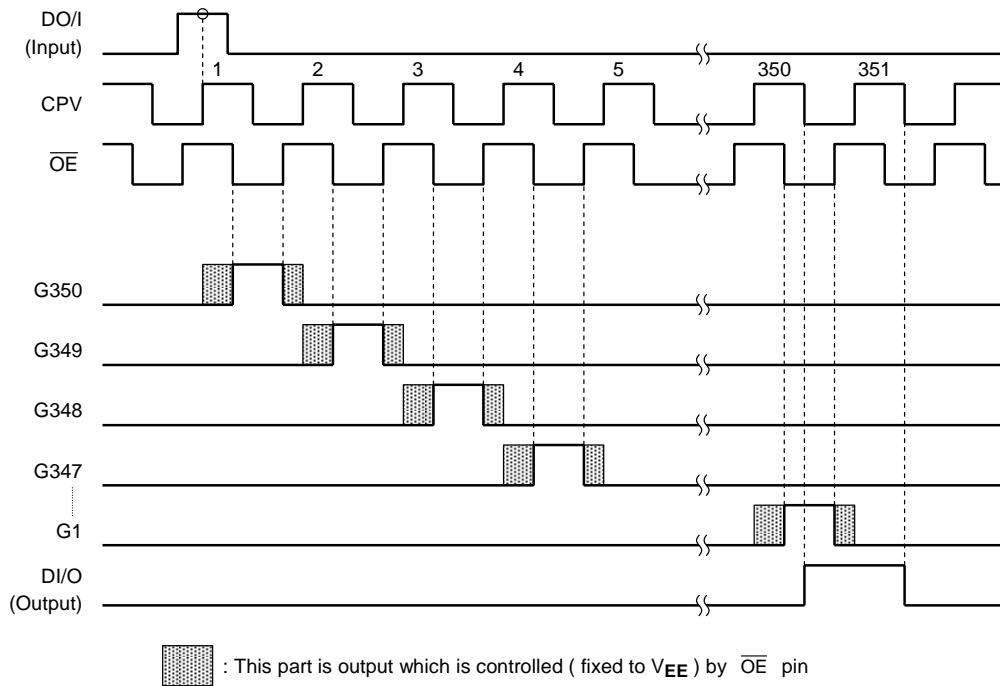 DO/I
(Input)
1 2 3 4 5 350 351
CPV
OE
G350
G349
G348
G347
G1
DI/O
(Output)
: This part is output which is controlled ( fixed to VEE ) by OE pin